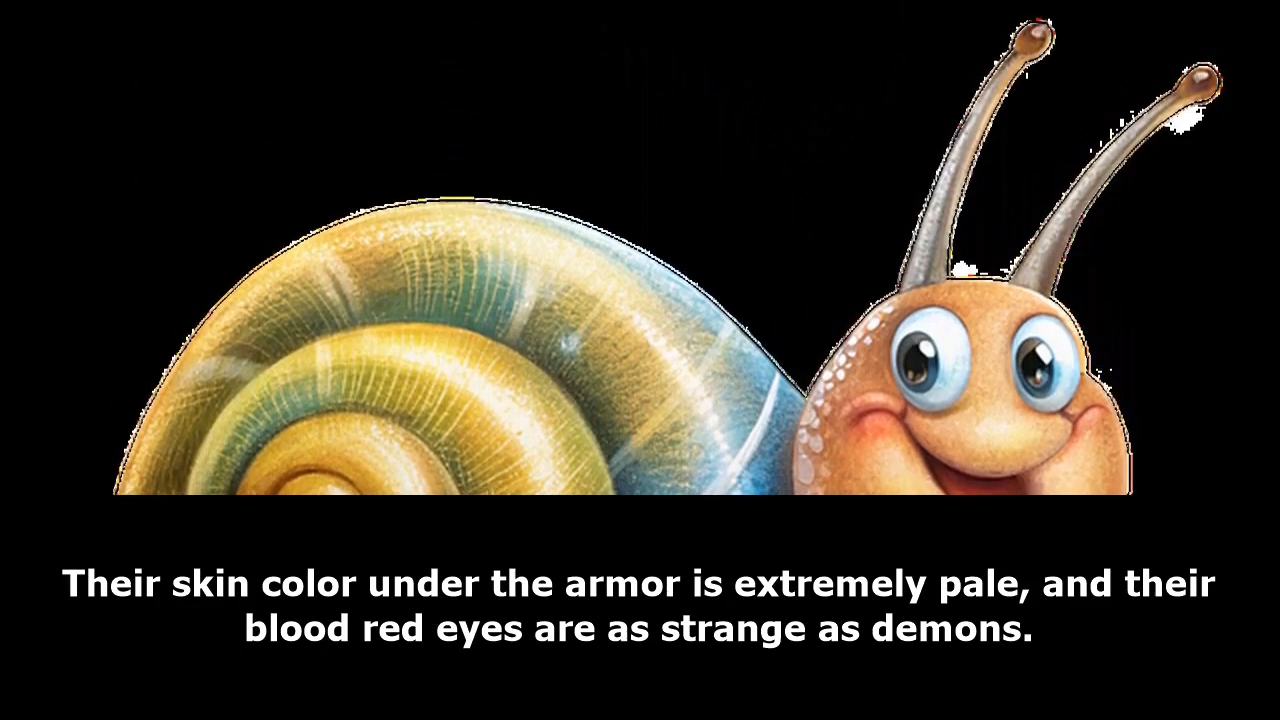 Their skin color under the armor is extremely pale, and their
blood red eyes are as strange as demons.